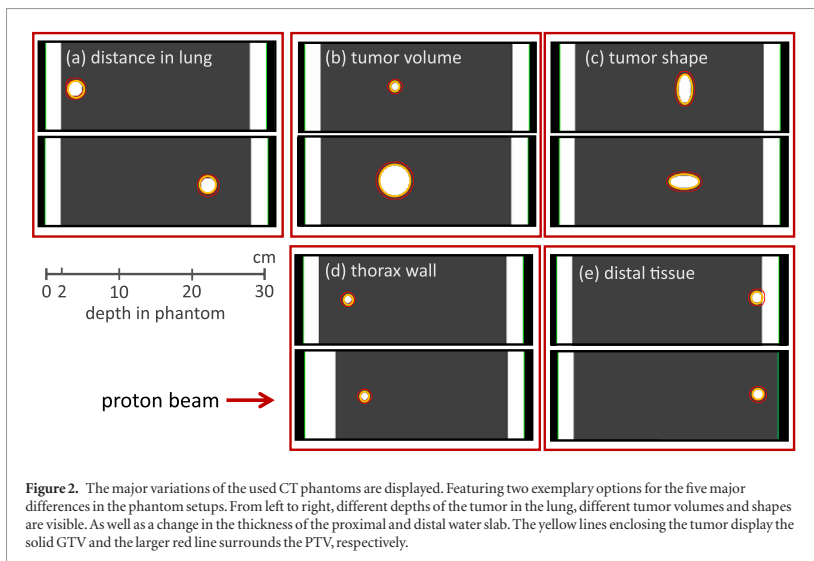 (a) distance in lung
(b) tumor volume
(c) tumor shape
cm
0 2 10 20 30
depth in phantom
(d) thorax wall
(e) distal tissue
proton beam
Figure 2. The major variations of the used CT phantoms are displayed. Featuring two exemplary options for the five major
differences in the phantom setups. From left to right, different depths of the tumor in the lung, different tumor volumes and shapes
are visible. As well as a change in the thickness of the proximal and distal water slab. The yellow lines enclosing the tumor display the
solid GTV and the larger red line surrounds the PTV, respectively.